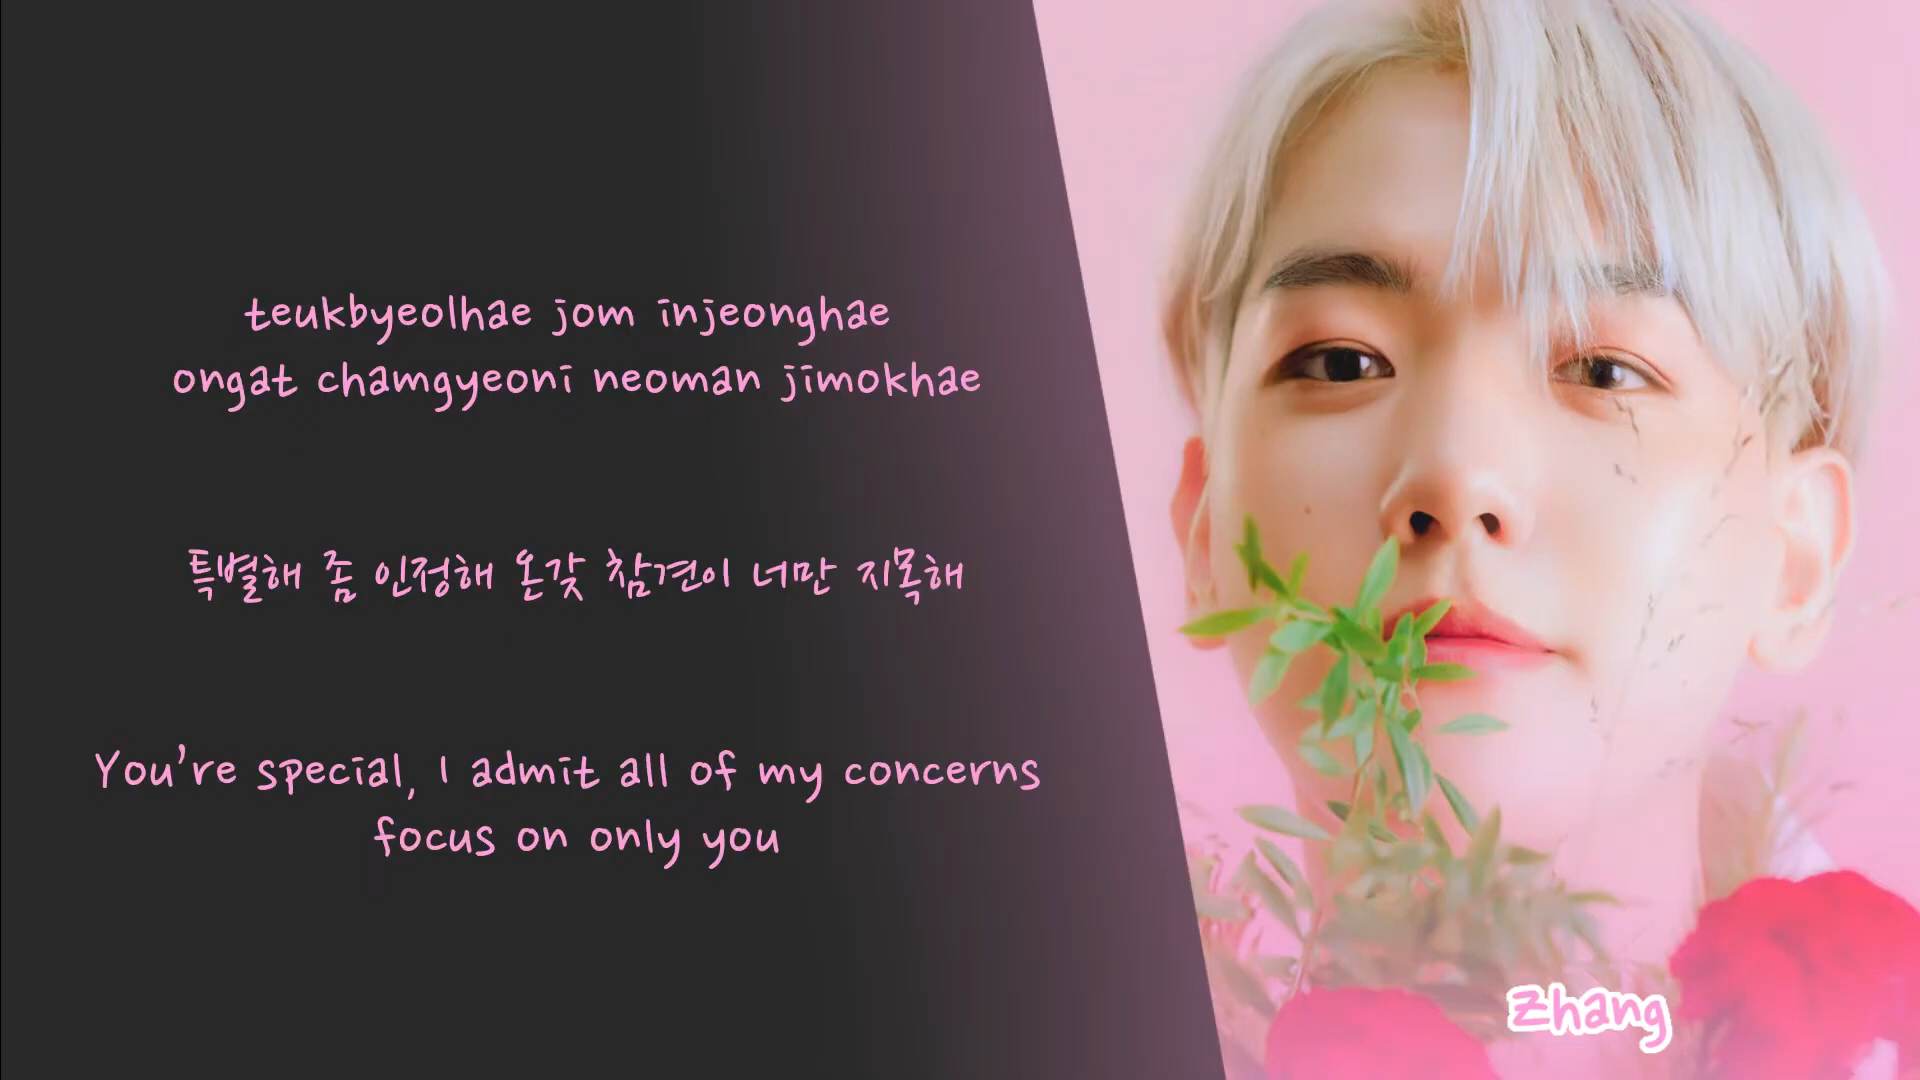 teukbyeolhae jom injeonghae
ongat chamgyeoni neoman jimokhae
특별해 좀 인정해 온갖 참견이 너만 지목해
You're special, I admit all of my concerns
focus on only you
Zhang